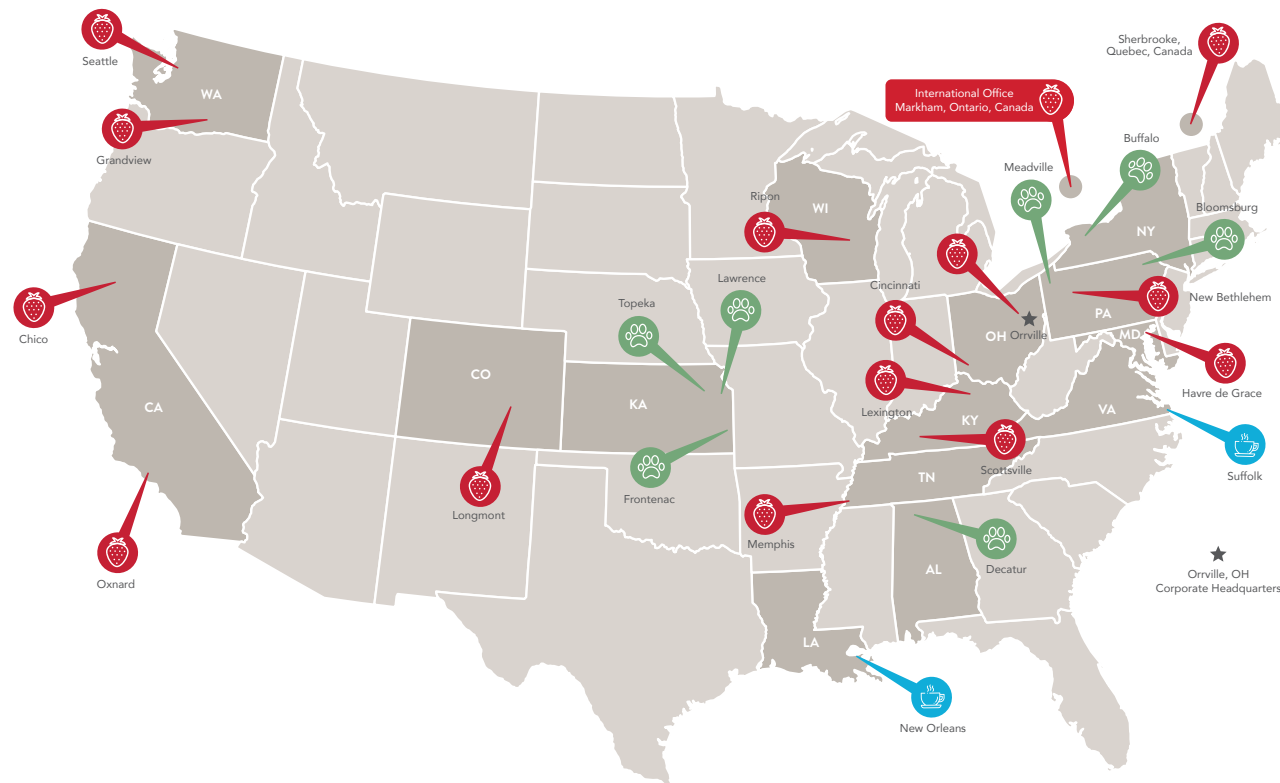 Seattle
WA
Grandview
Sherbrooke,
Quebec, Canada
International Office
Markham, Ontario, Canada
Buffalo
Meadville
Bloomsburg
Ripon
WI
NY
Lawrence
Cincinnati
New Bethlehem
Topeka
PA
Chico
OH
Orrville
MD
CO
Havre de Grace
CA
KA
Lexington
VA
KY
Scottsville
Suffolk
TN
Frontenac
Longmont
Memphis
Decatur
AL
Oxnard
Orrville, OH
Corporate Headquarters
LA
New Orleans